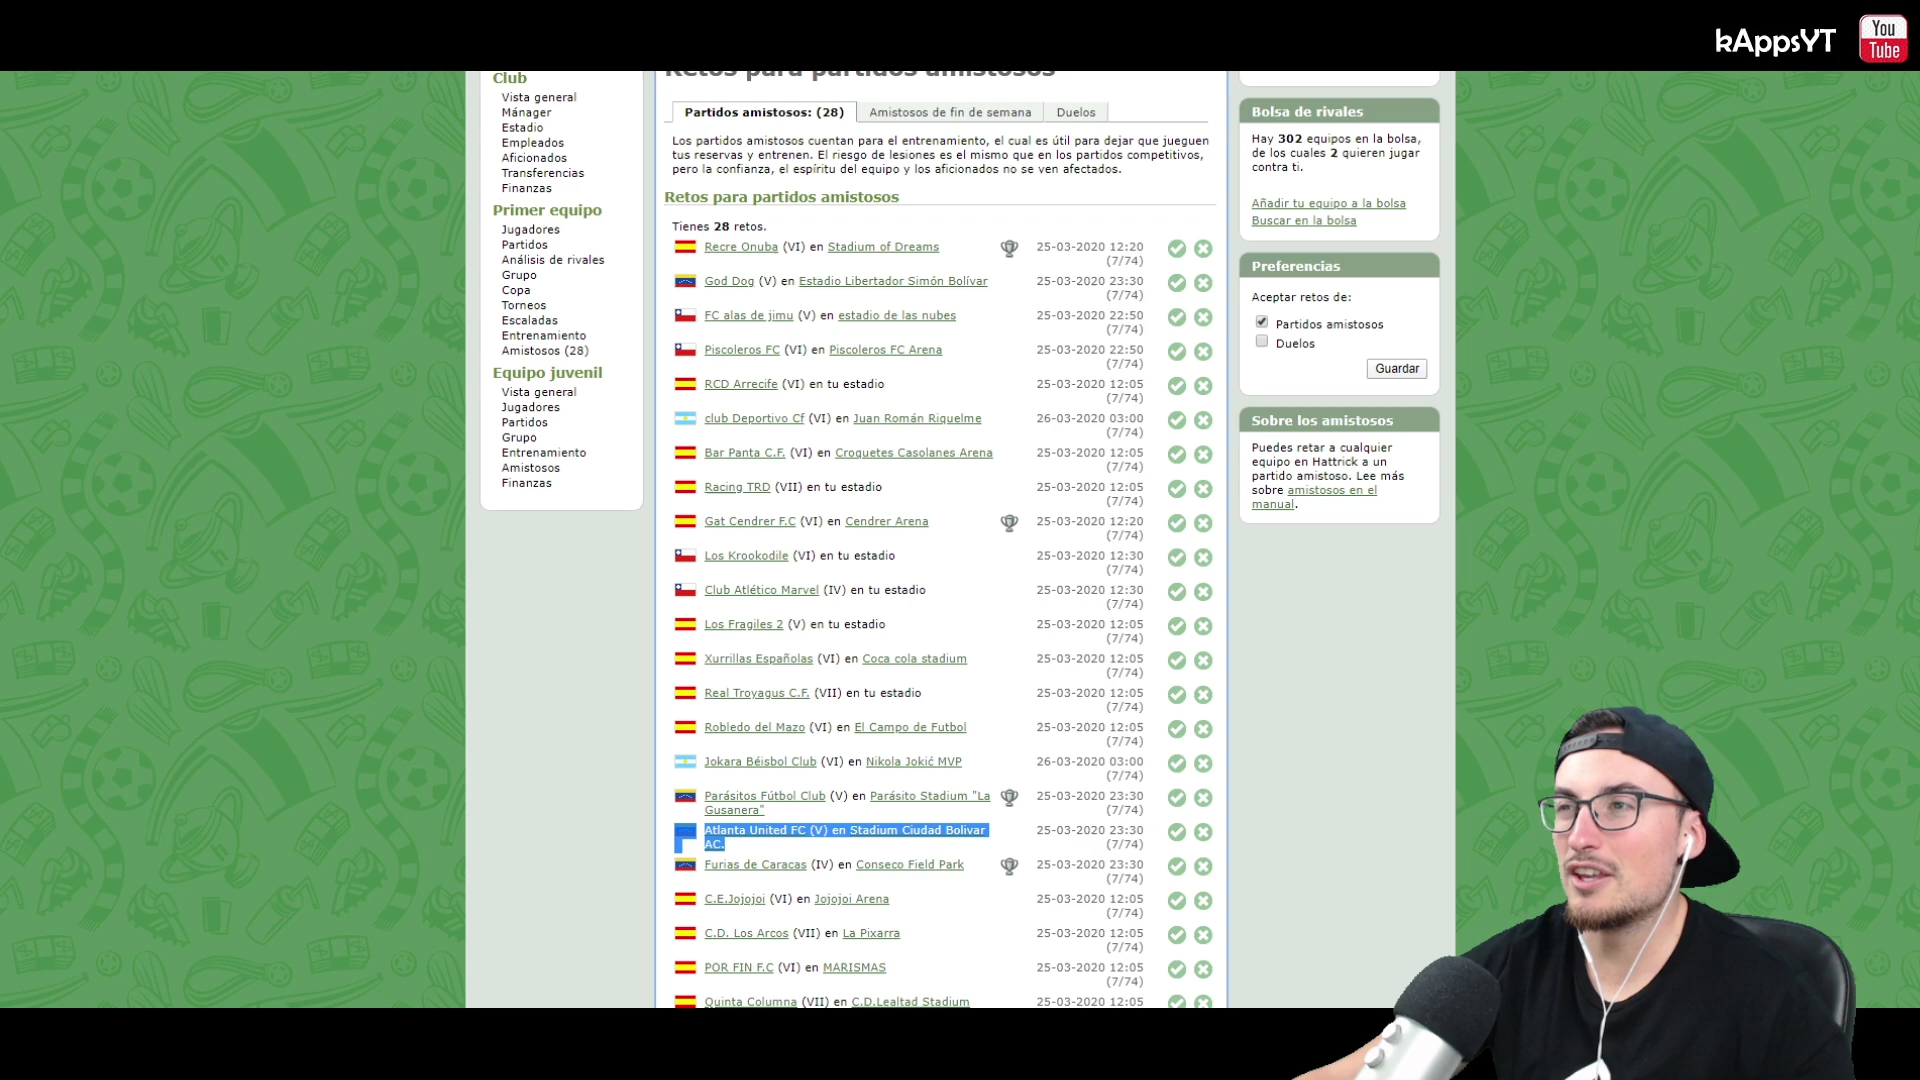 kAppsYT
You
Tube
Club
Vista general
Mánager
Estadio
Empleados
Aficionados
Transferencias
Finanzas
Primer equipo
Jugadores
Partidos
Análisis de rivales
Grupo
Copa
Torneos
Escaladas
Entrenamiento
Amistosos (28)
Equipo juvenil
Vista general
Jugadores
Partidos
Grupo
Entrenamiento
Amistosos
Finanzas
Retos para partidos amistosos
Partidos amistosos: (28) Amistosos de fin de semana Duelos
Los partidos amistosos cuentan para el entrenamiento, el cual es útil para dejar que jueguen
tus reservas y entrenen. El riesgo de lesiones es el mismo que en los partidos competitivos,
pero la confianza, el espíritu del equipo y los aficionados no se ven afectados.
Retos para partidos amistosos
Tienes 28 retos.
Recre Onuba (VI) en Stadium of Dreams 25-03-2020 12:20
(7/74)
God Dog (V) en Estadio Libertador Simón Bolívar 25-03-2020 23:30
(7/74)
FC alas de jimu (V) en estadio de las nubes 25-03-2020 22:50
(7/74)
Piscoleros FC (VI) en Piscoleros FC Arena 25-03-2020 22:50
(7/74)
RCD Arrecife (VI) en tu estadio 25-03-2020 12:05
(7/74)
club Deportivo Cf (VI) en Juan Román Riquelme 26-03-2020 03:00
(7/74)
Bar Panta C.F. (VI) en Croquetes Casolanes Arena 25-03-2020 12:05
(7/74)
Racing TRD (VII) en tu estadio 25-03-2020 12:05
(7/74)
Gat Cendrer F.C (VI) en Cendrer Arena 25-03-2020 12:20
(7/74)
Los Krookodile (VI) en tu estadio 25-03-2020 12:30
(7/74)
Club Atlético Marvel (IV) en tu estadio 25-03-2020 12:30
(7/74)
Los Fragiles 2 (V) en tu estadio 25-03-2020 12:05
(7/74)
Xurrillas Españolas (VI) en Coca cola stadium 25-03-2020 12:05
(7/74)
Real Troyagus C.F. (VII) en tu estadio 25-03-2020 12:05
(7/74)
Robledo del Mazo (VI) en El Campo de Futbol 25-03-2020 12:05
(7/74)
Jokara Béisbol Club (VI) en Nikola Jokić MVP 26-03-2020 03:00
(7/74)
Parásitos Fútbol Club (V) en Parásito Stadium "La 25-03-2020 23:30
Gusanera" (7/74)
Atlanta United FC (V) en Stadium Ciudad Bolivar 25-03-2020 23:30
AC. (7/74)
Furias de Caracas (IV) en Conseco Field Park 25-03-2020 23:30
(7/74)
C.E.Jojojoi (VI) en Jojojoi Arena 25-03-2020 12:05
(7/74)
C.D. Los Arcos (VII) en La Pixarra 25-03-2020 12:05
(7/74)
POR FIN F.C (VI) en MARISMAS 25-03-2020 12:05
(7/74)
Quinta Columna (VII) en C.D.Lealtad Stadium 25-03-2020 12:05
Bolsa de rivales
Hay 302 equipos en la bolsa,
de los cuales 2 quieren jugar
contra ti.
Añadir tu equipo a la bolsa
Buscar en la bolsa
Preferencias
Aceptar retos de:
Partidos amistosos
Duelos
Guardar
Sobre los amistosos
Puedes retar a cualquier
equipo en Hattrick a un
partido amistoso. Lee más
sobre amistosos en el
manual.